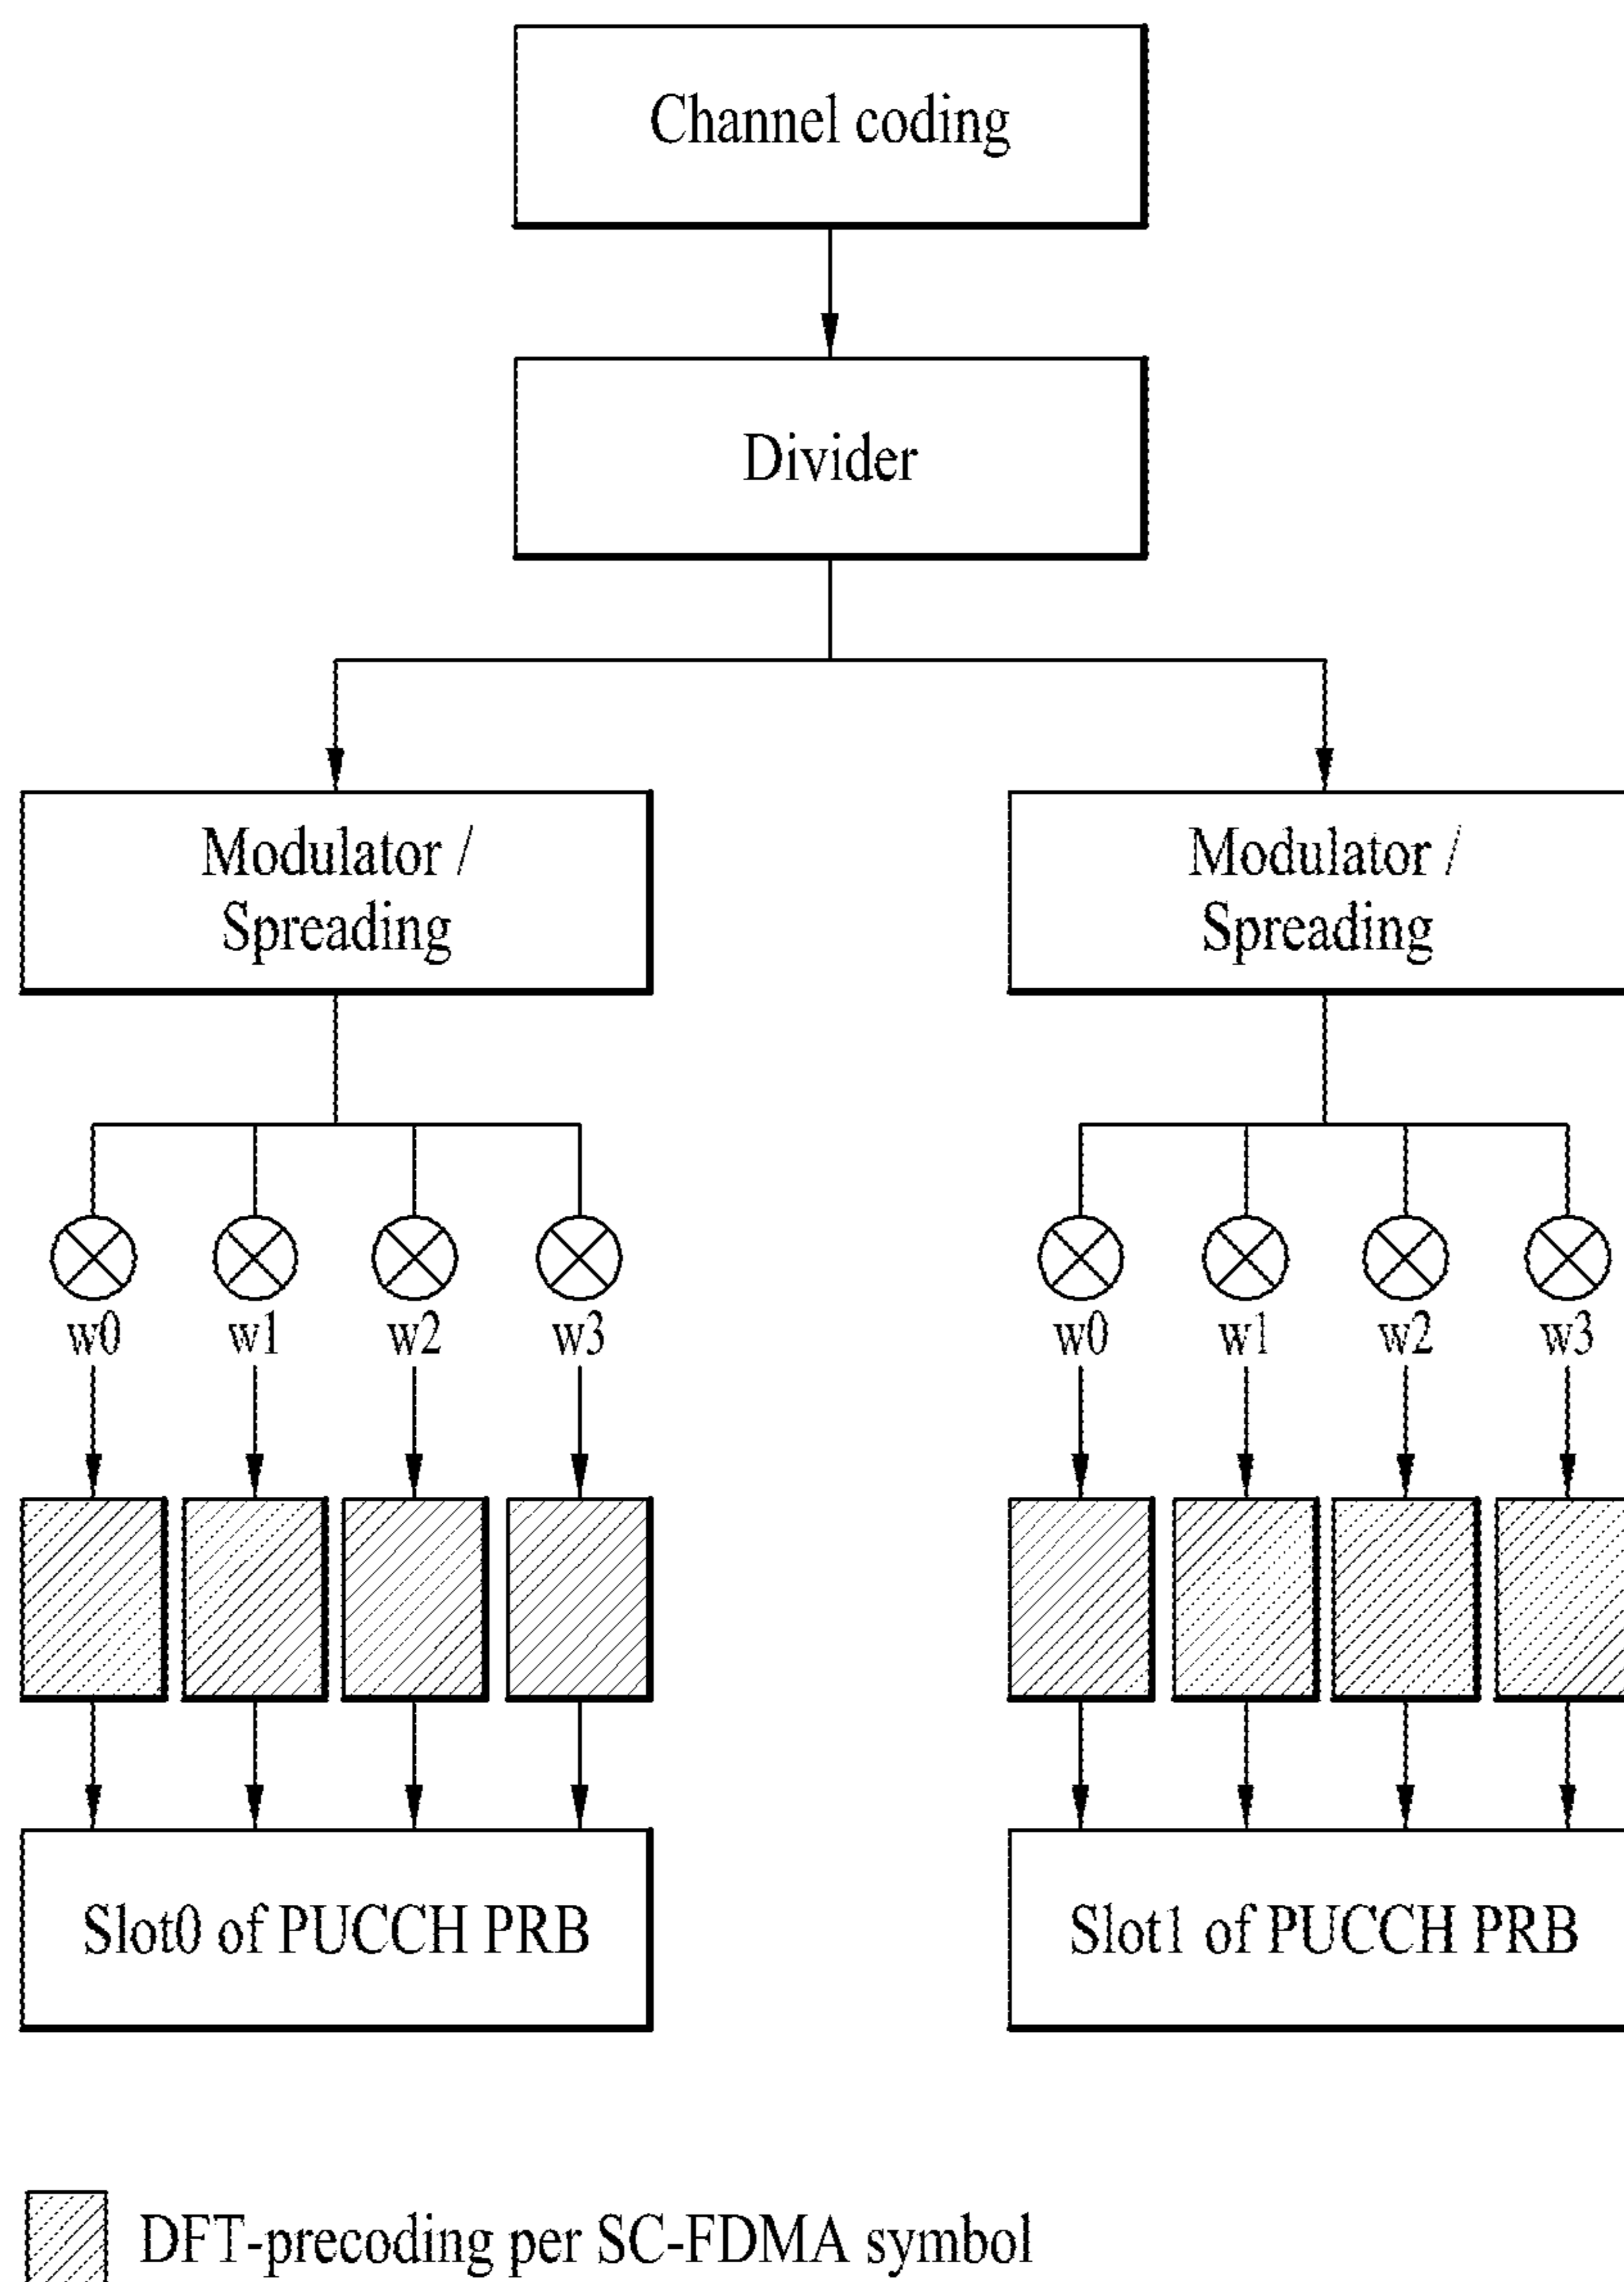 Channel coding
Divider
Modulator /
Spreading
Modulator /
Spreading
w0 w1 w2 w3
w0 w1 w2 w3
Slot0 of PUCCH PRB
Slot1 of PUCCH PRB
DFT-precoding per SC-FDMA symbol